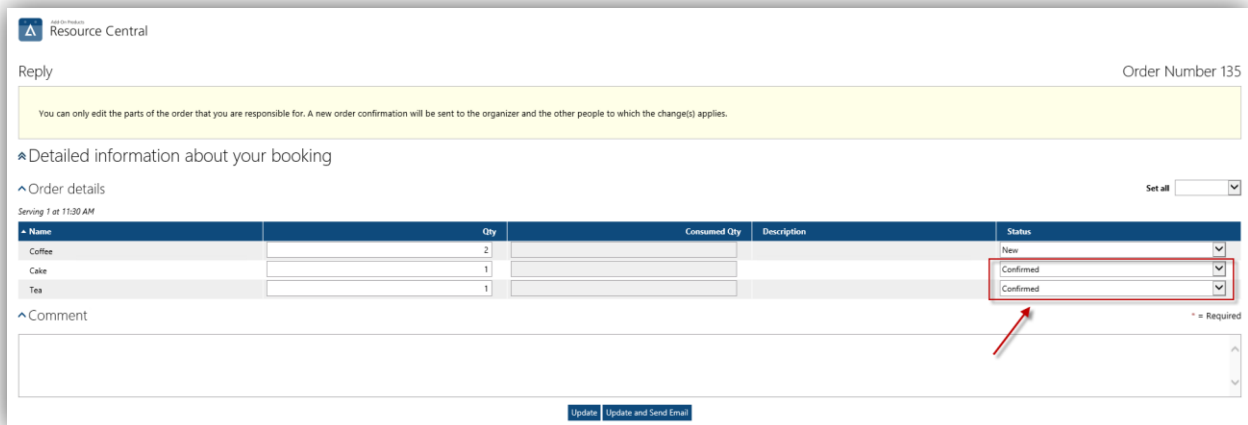 Add-On Products
Resource Central
Reply
Order Number 135
You can only edit the parts of the order that you are responsible for. A new order confirmation will be sent to the organizer and the other people to which the change(s) applies.
Detailed information about your booking
Order details
Set all
Serving 1 at 11:30 AM
Name Qty Consumed Qty Description Status
Coffee 2 New
Cake 1 Confirmed
Tea 1 Confirmed
Comment
* = Required
Update Update and Send Email